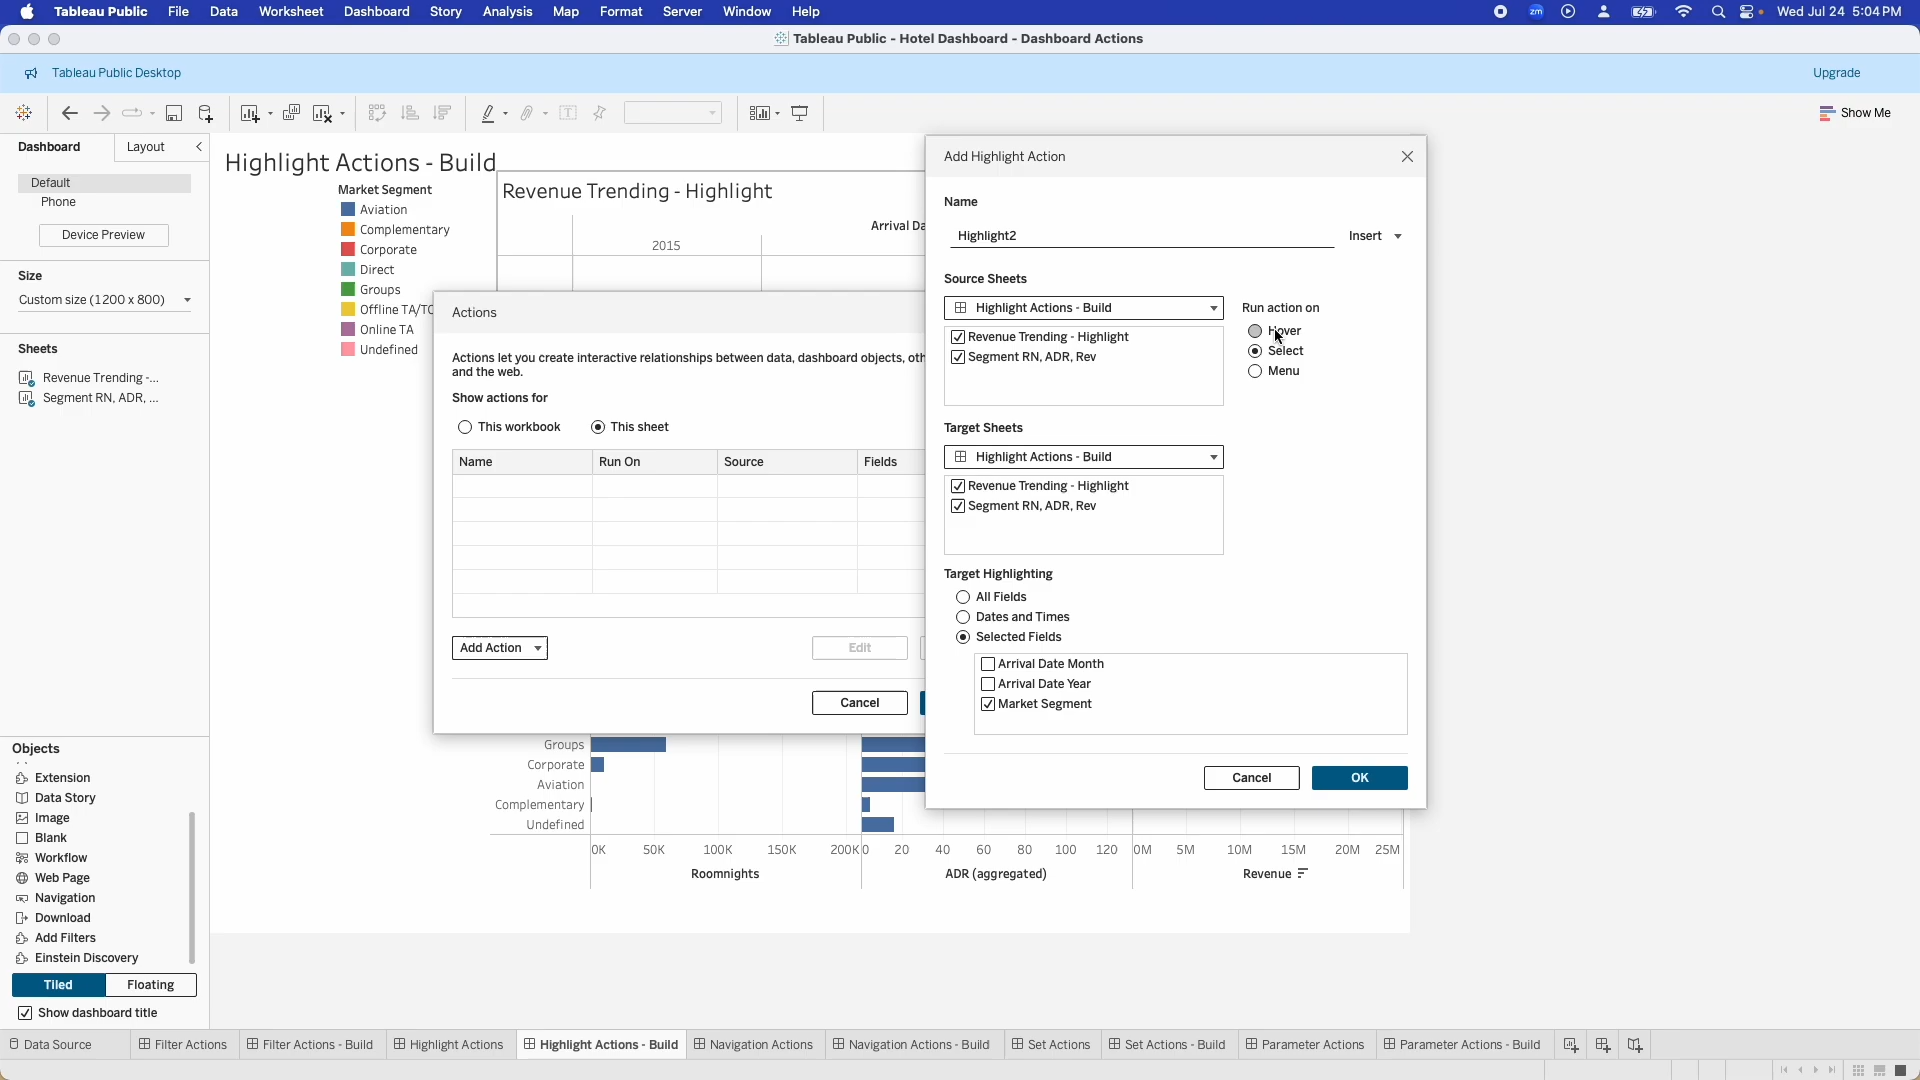 Tableau Public File Data Worksheet Dashboard Story Analysis Map Format Server Window Help zm Wed Jul 24 5:04 PM
Tableau Public - Hotel Dashboard - Dashboard Actions
Tableau Public Desktop Upgrade
Show Me
Dashboard Layout
Default
Phone
Device Preview
Size
Custom size (1200 x 800)
Sheets
Revenue Trending -...
Segment RN, ADR, ...
Objects
Extension
Data Story
Image
Blank
Workflow
Web Page
Navigation
Download
Add Filters
Einstein Discovery
Tiled Floating
Show dashboard title
Highlight Actions - Build
Market Segment
Aviation
Complementary
Corporate
Direct
Groups
Offline TA/TO
Online TA
Undefined
Revenue Trending - Highlight
Arrival Da
2015
Actions
Actions let you create interactive relationships between data, dashboard objects, oth
and the web.
Show actions for
This workbook This sheet
Name Run On Source Fields
Add Action Edit
Cancel
Groups
Corporate
Aviation
Complementary
Undefined
0K 50K 100K 150K 200K 0 20 40 60 80 100 120 0M 5M 10M 15M 20M 25M
Roomnights ADR (aggregated) Revenue
Add Highlight Action
Name
Highlight2 Insert
Source Sheets
Highlight Actions - Build
Revenue Trending - Highlight
Segment RN, ADR, Rev
Run action on
Hover
Select
Menu
Target Sheets
Highlight Actions - Build
Revenue Trending - Highlight
Segment RN, ADR, Rev
Target Highlighting
All Fields
Dates and Times
Selected Fields
Arrival Date Month
Arrival Date Year
Market Segment
Cancel OK
Data Source Filter Actions Filter Actions - Build Highlight Actions Highlight Actions - Build Navigation Actions Navigation Actions - Build Set Actions Set Actions - Build Parameter Actions Parameter Actions - Build